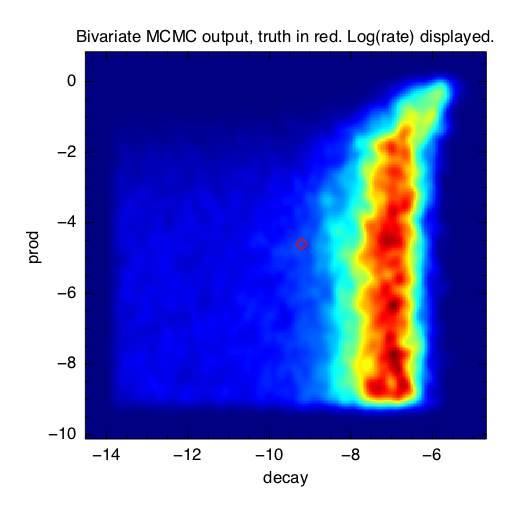 Bivariate MCMC output, truth in red. Log(rate) displayed.
0
−2
−4
−6
−8
−10
prod
−14 −12 −10 −8 −6
decay